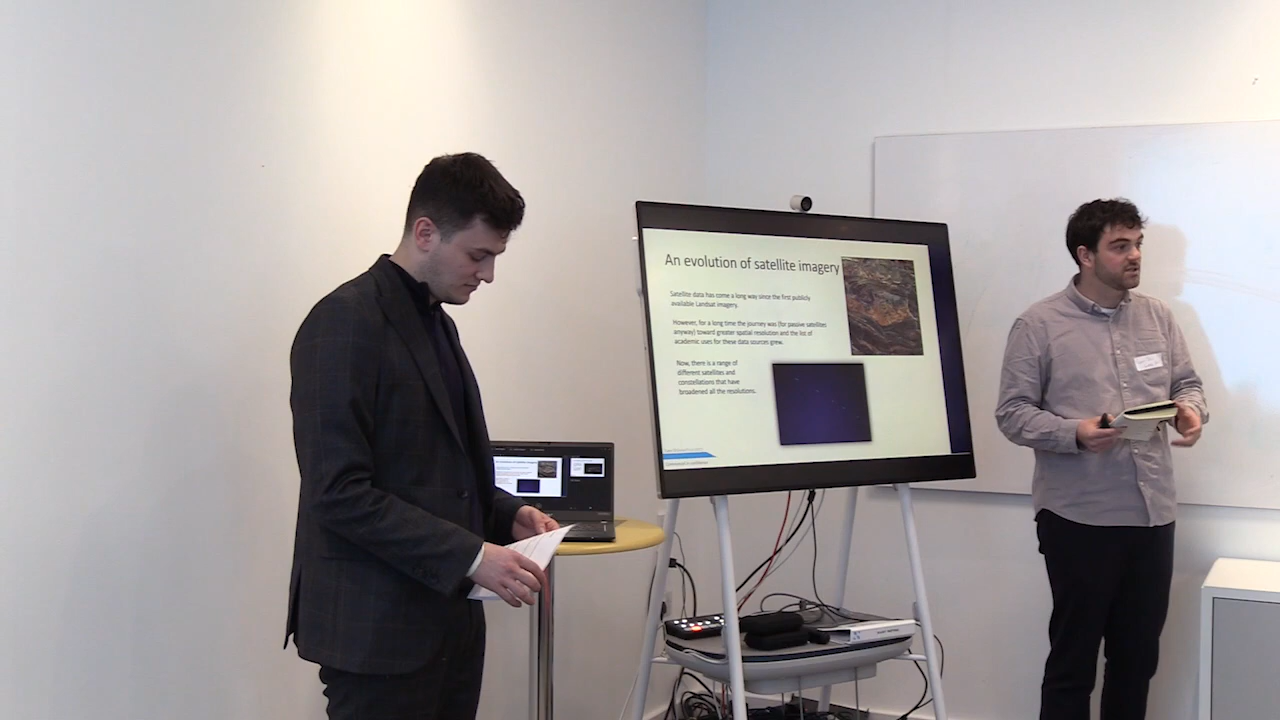 An evolution of satellite imagery
Satellite data has come a long way since the first publicly
available Landsat imagery.
However, for a long time the journey was (for passive satellites
anyway) toward greater spatial resolution and the list of
academic uses for these data sources grew.
Now, there is a range of
different satellites and
constellations that have
broadened all the resolutions.